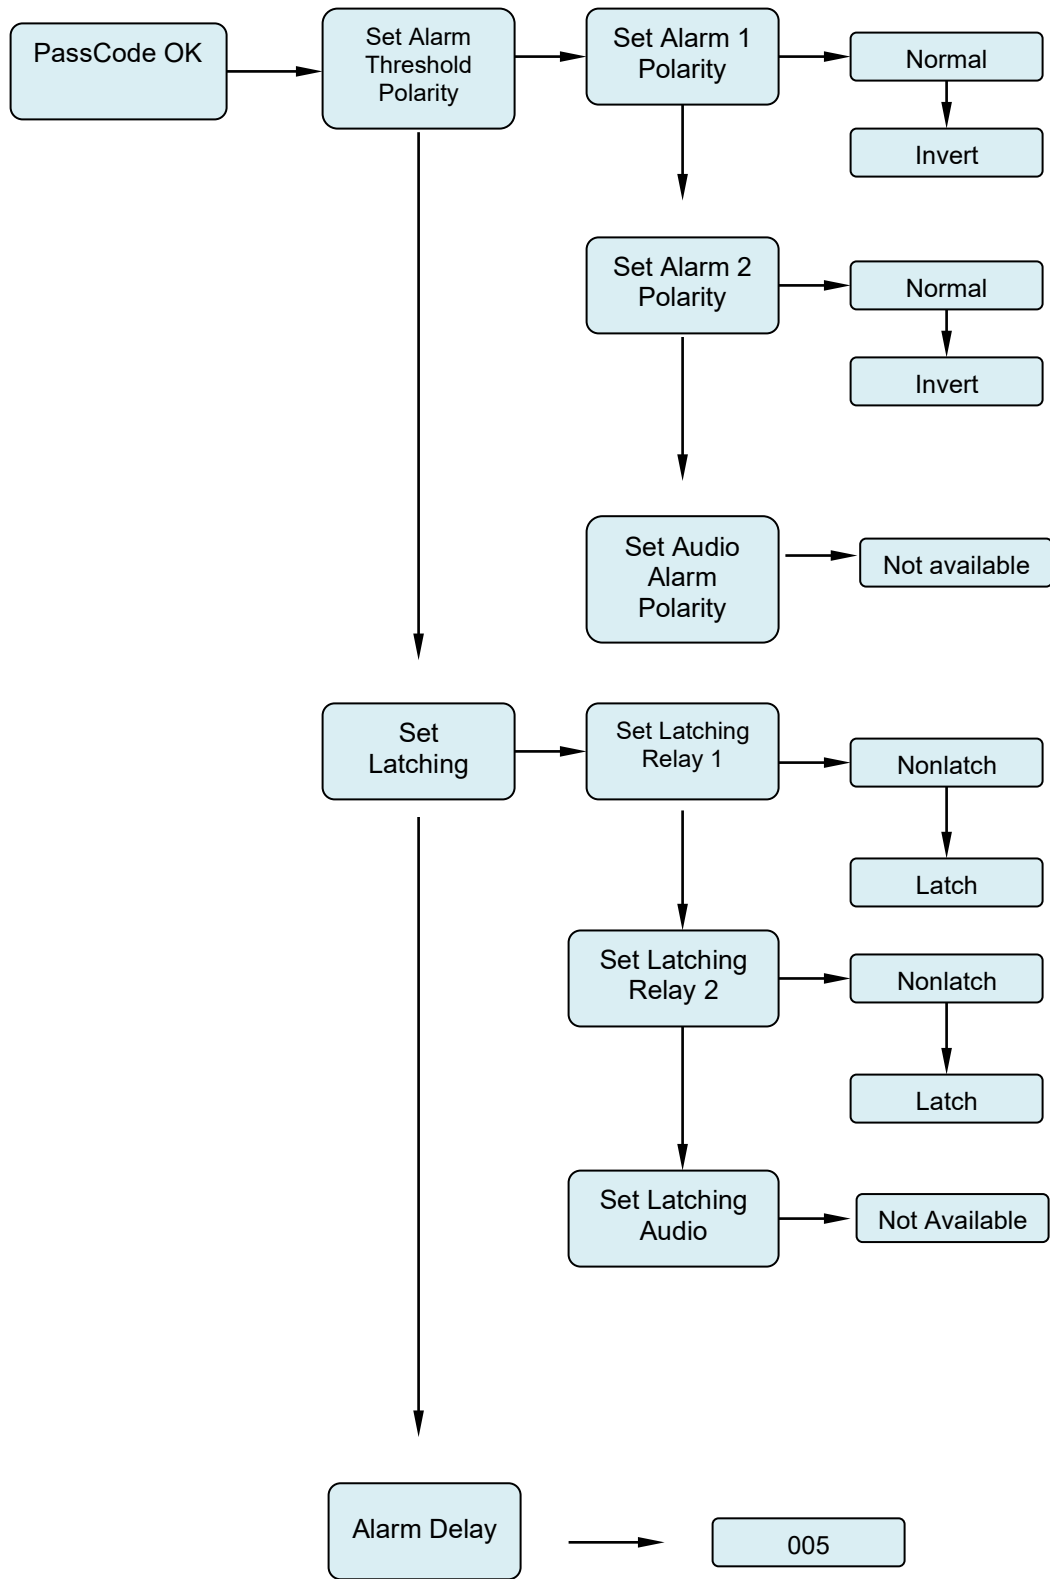 PassCode OK
Set Alarm
Threshold
Polarity
Set Alarm 1
Polarity
Normal
Invert
Set Alarm 2
Polarity
Normal
Invert
Set Audio
Alarm
Polarity
Not available
Set
Latching
Set Latching
Relay 1
Nonlatch
Latch
Set Latching
Relay 2
Nonlatch
Latch
Set Latching
Audio
Not Available
Alarm Delay
005